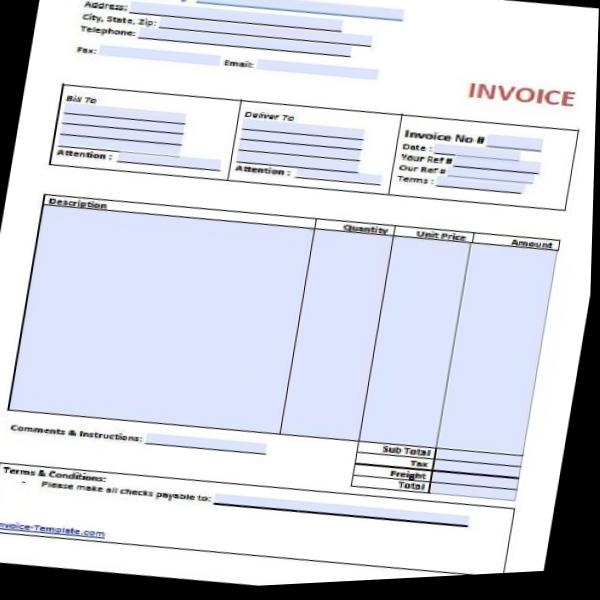 Address:
City, State, Zip:
Telephone:
Fax: Email:
INVOICE
Bill To
Deliver To
Invoice No #
Date :
Your Ref #
Our Ref #
Terms :
Attention : Attention :
Description Quantity Unit Price Amount
Comments & Instructions:
Sub Total
Tax
Freight
Total
Terms & Conditions:
- Please make all checks payable to:
nvoice-Template.com